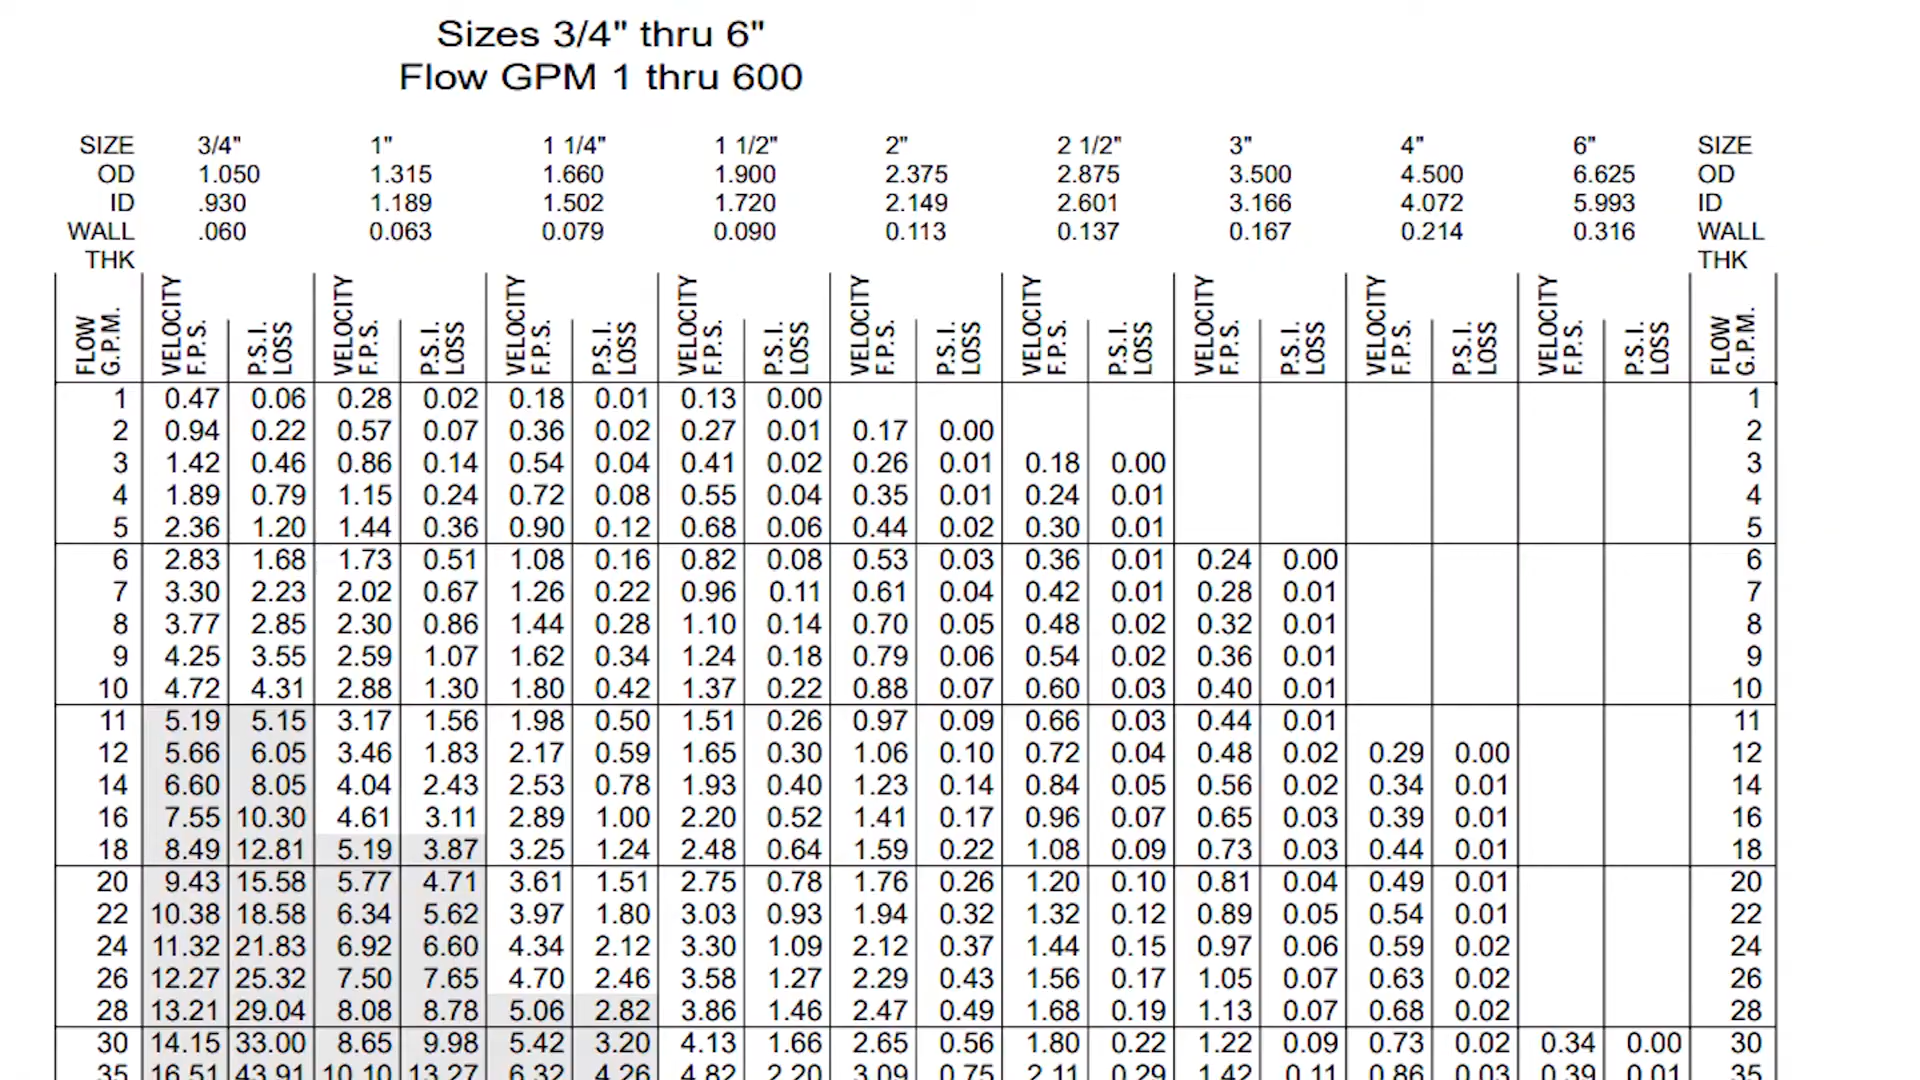 Sizes 3/4" thru 6"
Flow GPM 1 thru 600
SIZE 3/4" 1" 1 1/4" 1 1/2" 2" 2 1/2" 3" 4" 6" SIZE
OD 1.050 1.315 1.660 1.900 2.375 2.875 3.500 4.500 6.625 OD
ID .930 1.189 1.502 1.720 2.149 2.601 3.166 4.072 5.993 ID
WALL .060 0.063 0.079 0.090 0.113 0.137 0.167 0.214 0.316 WALL
THK THK
FLOW G.P.M. VELOCITY F.P.S. P.S.I. LOSS VELOCITY F.P.S. P.S.I. LOSS VELOCITY F.P.S. P.S.I. LOSS VELOCITY F.P.S. P.S.I. LOSS VELOCITY F.P.S. P.S.I. LOSS VELOCITY F.P.S. P.S.I. LOSS VELOCITY F.P.S. P.S.I. LOSS VELOCITY F.P.S. P.S.I. LOSS VELOCITY F.P.S. P.S.I. LOSS FLOW G.P.M.
1 0.47 0.06 0.28 0.02 0.18 0.01 0.13 0.00 1
2 0.94 0.22 0.57 0.07 0.36 0.02 0.27 0.01 0.17 0.00 2
3 1.42 0.46 0.86 0.14 0.54 0.04 0.41 0.02 0.26 0.01 0.18 0.00 3
4 1.89 0.79 1.15 0.24 0.72 0.08 0.55 0.04 0.35 0.01 0.24 0.01 4
5 2.36 1.20 1.44 0.36 0.90 0.12 0.68 0.06 0.44 0.02 0.30 0.01 5
6 2.83 1.68 1.73 0.51 1.08 0.16 0.82 0.08 0.53 0.03 0.36 0.01 0.24 0.00 6
7 3.30 2.23 2.02 0.67 1.26 0.22 0.96 0.11 0.61 0.04 0.42 0.01 0.28 0.01 7
8 3.77 2.85 2.30 0.86 1.44 0.28 1.10 0.14 0.70 0.05 0.48 0.02 0.32 0.01 8
9 4.25 3.55 2.59 1.07 1.62 0.34 1.24 0.18 0.79 0.06 0.54 0.02 0.36 0.01 9
10 4.72 4.31 2.88 1.30 1.80 0.42 1.37 0.22 0.88 0.07 0.60 0.03 0.40 0.01 10
11 5.19 5.15 3.17 1.56 1.98 0.50 1.51 0.26 0.97 0.09 0.66 0.03 0.44 0.01 11
12 5.66 6.05 3.46 1.83 2.17 0.59 1.65 0.30 1.06 0.10 0.72 0.04 0.48 0.02 0.29 0.00 12
14 6.60 8.05 4.04 2.43 2.53 0.78 1.93 0.40 1.23 0.14 0.84 0.05 0.56 0.02 0.34 0.01 14
16 7.55 10.30 4.61 3.11 2.89 1.00 2.20 0.52 1.41 0.17 0.96 0.07 0.65 0.03 0.39 0.01 16
18 8.49 12.81 5.19 3.87 3.25 1.24 2.48 0.64 1.59 0.22 1.08 0.09 0.73 0.03 0.44 0.01 18
20 9.43 15.58 5.77 4.71 3.61 1.51 2.75 0.78 1.76 0.26 1.20 0.10 0.81 0.04 0.49 0.01 20
22 10.38 18.58 6.34 5.62 3.97 1.80 3.03 0.93 1.94 0.32 1.32 0.12 0.89 0.05 0.54 0.01 22
24 11.32 21.83 6.92 6.60 4.34 2.12 3.30 1.09 2.12 0.37 1.44 0.15 0.97 0.06 0.59 0.02 24
26 12.27 25.32 7.50 7.65 4.70 2.46 3.58 1.27 2.29 0.43 1.56 0.17 1.05 0.07 0.63 0.02 26
28 13.21 29.04 8.08 8.78 5.06 2.82 3.86 1.46 2.47 0.49 1.68 0.19 1.13 0.07 0.68 0.02 28
30 14.15 33.00 8.65 9.98 5.42 3.20 4.13 1.66 2.65 0.56 1.80 0.22 1.22 0.09 0.73 0.02 0.34 0.00 30
35 16.51 43.91 10.10 13.27 6.32 4.26 4.82 2.20 3.09 0.75 2.11 0.29 1.42 0.11 0.86 0.03 0.39 0.01 35